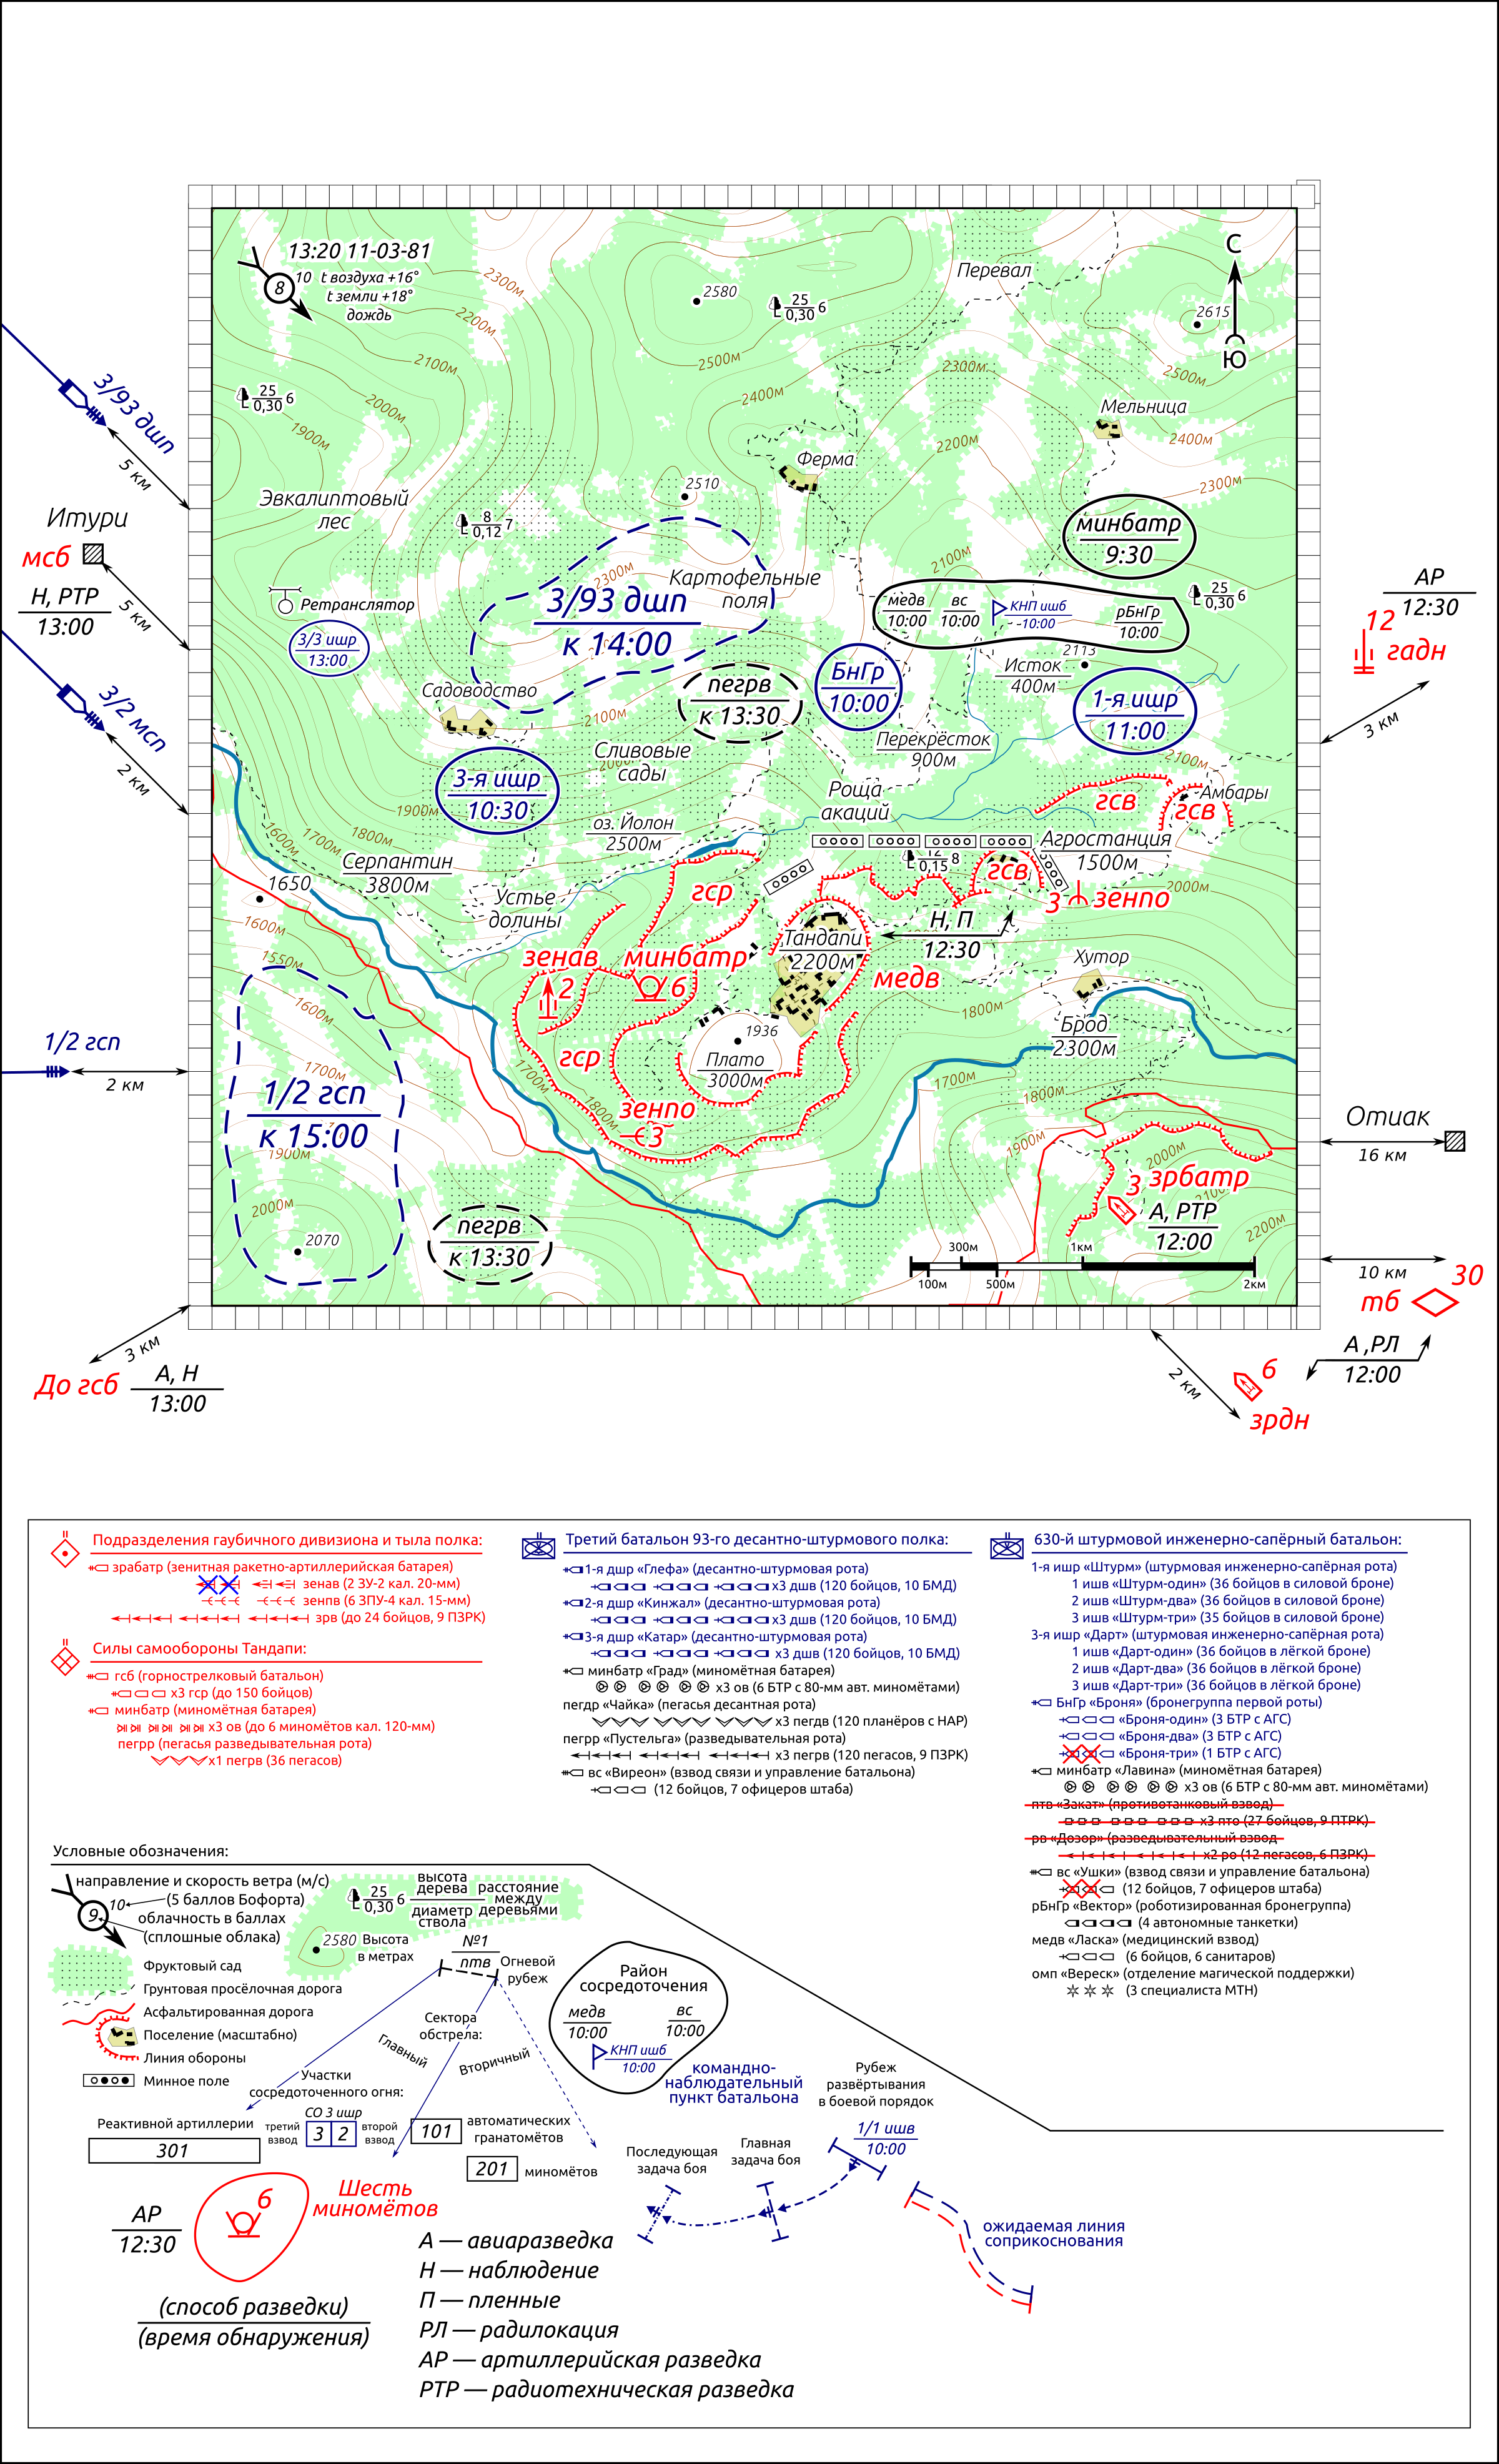 13:20 11-03-81
10 t воздуха +16°
8
t земли +18°
дождь
2300м
2200м
2100м
2000м
1900м
2580
25
0,30 6
2500м
2400м
Перевал
С
2615
Ю
2300м
2500м
Мельница
2400м
2200м
2300м
25
0,30 6
3/93 дшп
5 км
Итури
мсб
Н, РТР
13:00
5 км
Эвкалиптовый
лес
8
0,12 7
2510
Ферма
минбатр
9:30
2100м
2300м
Картофельные
поля
3/93 дшп
к 14:00
Ретранслятор
3/3 ишр
13:00
медв
10:00
вс
10:00
КНП ишб
10:00
рБнГр
10:00
25
0,30 6
АР
12:30
12
гадн
3 км
2113
Исток
400м
3/2 мсп
2 км
Садоводство
2100м
пегрв
к 13:30
БнГр
10:00
1-я ишр
11:00
Перекрёсток
900м
2100м
Сливовые
сады
2000м
3-я ишр
10:30
Роща
акаций
гсв
Амбары
гсв
1900м
1800м
1700м
1600м
оз. Йолон
2500м
Серпантин
3800м
Агростанция
1500м
12
0,15 8
гсв
2000м
3 зенпо
1650
1600м
1550м
1600м
Устье
долины
гср
Н, П
12:30
Тандапи
2200м
зенав
2
минбатр
6
медв
Хутор
1800м
Брод
2300м
1936
Плато
3000м
гср
1700м
1800м
зенпо
3
1700м
1800м
1900м
1/2 гсп
2 км
1700м
1/2 гсп
к 15:00
1900м
2000м
2070
пегрв
к 13:30
2000м
3 зрбатр
2100м
А, РТР
12:00
2200м
300м
1км
100м
500м
2км
Отиак
16 км
10 км
30
тб
А ,РЛ
12:00
6
2 км
зрдн
3 км
До гсб
А, Н
13:00
Подразделения гаубичного дивизиона и тыла полка:
зрабатр (зенитная ракетно-артиллерийская батарея)
зенав (2 ЗУ-2 кал. 20-мм)
зенпв (6 ЗПУ-4 кал. 15-мм)
зрв (до 24 бойцов, 9 ПЗРК)
Силы самообороны Тандапи:
гсб (горнострелковый батальон)
х3 гср (до 150 бойцов)
минбатр (миномётная батарея)
х3 ов (до 6 миномётов кал. 120-мм)
пегрр (пегасья разведывательная рота)
х1 пегрв (36 пегасов)
Третий батальон 93-го десантно-штурмового полка:
1-я дшр «Глефа» (десантно-штурмовая рота)
х3 дшв (120 бойцов, 10 БМД)
2-я дшр «Кинжал» (десантно-штурмовая рота)
х3 дшв (120 бойцов, 10 БМД)
3-я дшр «Катар» (десантно-штурмовая рота)
х3 дшв (120 бойцов, 10 БМД)
минбатр «Град» (миномётная батарея)
х3 ов (6 БТР с 80-мм авт. миномётами)
пегдр «Чайка» (пегасья десантная рота)
х3 пегдв (120 планёров с НАР)
пегрр «Пустельга» (разведывательная рота)
х3 пегрв (120 пегасов, 9 ПЗРК)
вс «Виреон» (взвод связи и управление батальона)
(12 бойцов, 7 офицеров штаба)
630-й штурмовой инженерно-сапёрный батальон:
1-я ишр «Штурм» (штурмовая инженерно-сапёрная рота)
1 ишв «Штурм-один» (36 бойцов в силовой броне)
2 ишв «Штурм-два» (36 бойцов в силовой броне)
3 ишв «Штурм-три» (35 бойцов в силовой броне)
3-я ишр «Дарт» (штурмовая инженерно-сапёрная рота)
1 ишв «Дарт-один» (36 бойцов в лёгкой броне)
2 ишв «Дарт-два» (36 бойцов в лёгкой броне)
3 ишв «Дарт-три» (36 бойцов в лёгкой броне)
БнГр «Броня» (бронегруппа первой роты)
«Броня-один» (3 БТР с АГС)
«Броня-два» (3 БТР с АГС)
«Броня-три» (1 БТР с АГС)
минбатр «Лавина» (миномётная батарея)
х3 ов (6 БТР с 80-мм авт. миномётами)
птв «Закат» (противотанковый взвод)
х3 пто (27 бойцов, 9 ПТРК)
рв «Дозор» (разведывательный взвод
х2 ро (12 пегасов, 6 ПЗРК)
вс «Ушки» (взвод связи и управление батальона)
(12 бойцов, 7 офицеров штаба)
рБнГр «Вектор» (роботизированная бронегруппа)
(4 автономные танкетки)
медв «Ласка» (медицинский взвод)
(6 бойцов, 6 санитаров)
омп «Вереск» (отделение магической поддержки)
(3 специалиста МТН)
Условные обозначения:
направление и скорость ветра (м/с)
10 (5 баллов Бофорта)
9
облачность в баллах
(сплошные облака)
25
0,30 6
высота
дерева
диаметр
ствола
расстояние
между
деревьями
2580
Высота
в метрах
Фруктовый сад
Грунтовая просёлочная дорога
Асфальтированная дорога
Поселение (масштабно)
Линия обороны
Минное поле
№1
птв
Огневой
рубеж
Сектора
обстрела:
Главный
Вторичный
Участки
сосредоточенного огня:
Реактивной артиллерии
301
СО 3 ишр
третий
взвод
3 2
второй
взвод
101
автоматических
гранатомётов
201
миномётов
Район
сосредоточения
медв
10:00
вс
10:00
КНП ишб
10:00
командно-
наблюдательный
пункт батальона
Рубеж
развёртывания
в боевой порядок
1/1 ишв
10:00
Последующая
задача боя
Главная
задача боя
ожидаемая линия
соприкоснования
АР
12:30
6
Шесть
миномётов
(способ разведки)
(время обнаружения)
А — авиаразведка
Н — наблюдение
П — пленные
РЛ — радилокация
АР — артиллерийская разведка
РТР — радиотехническая разведка